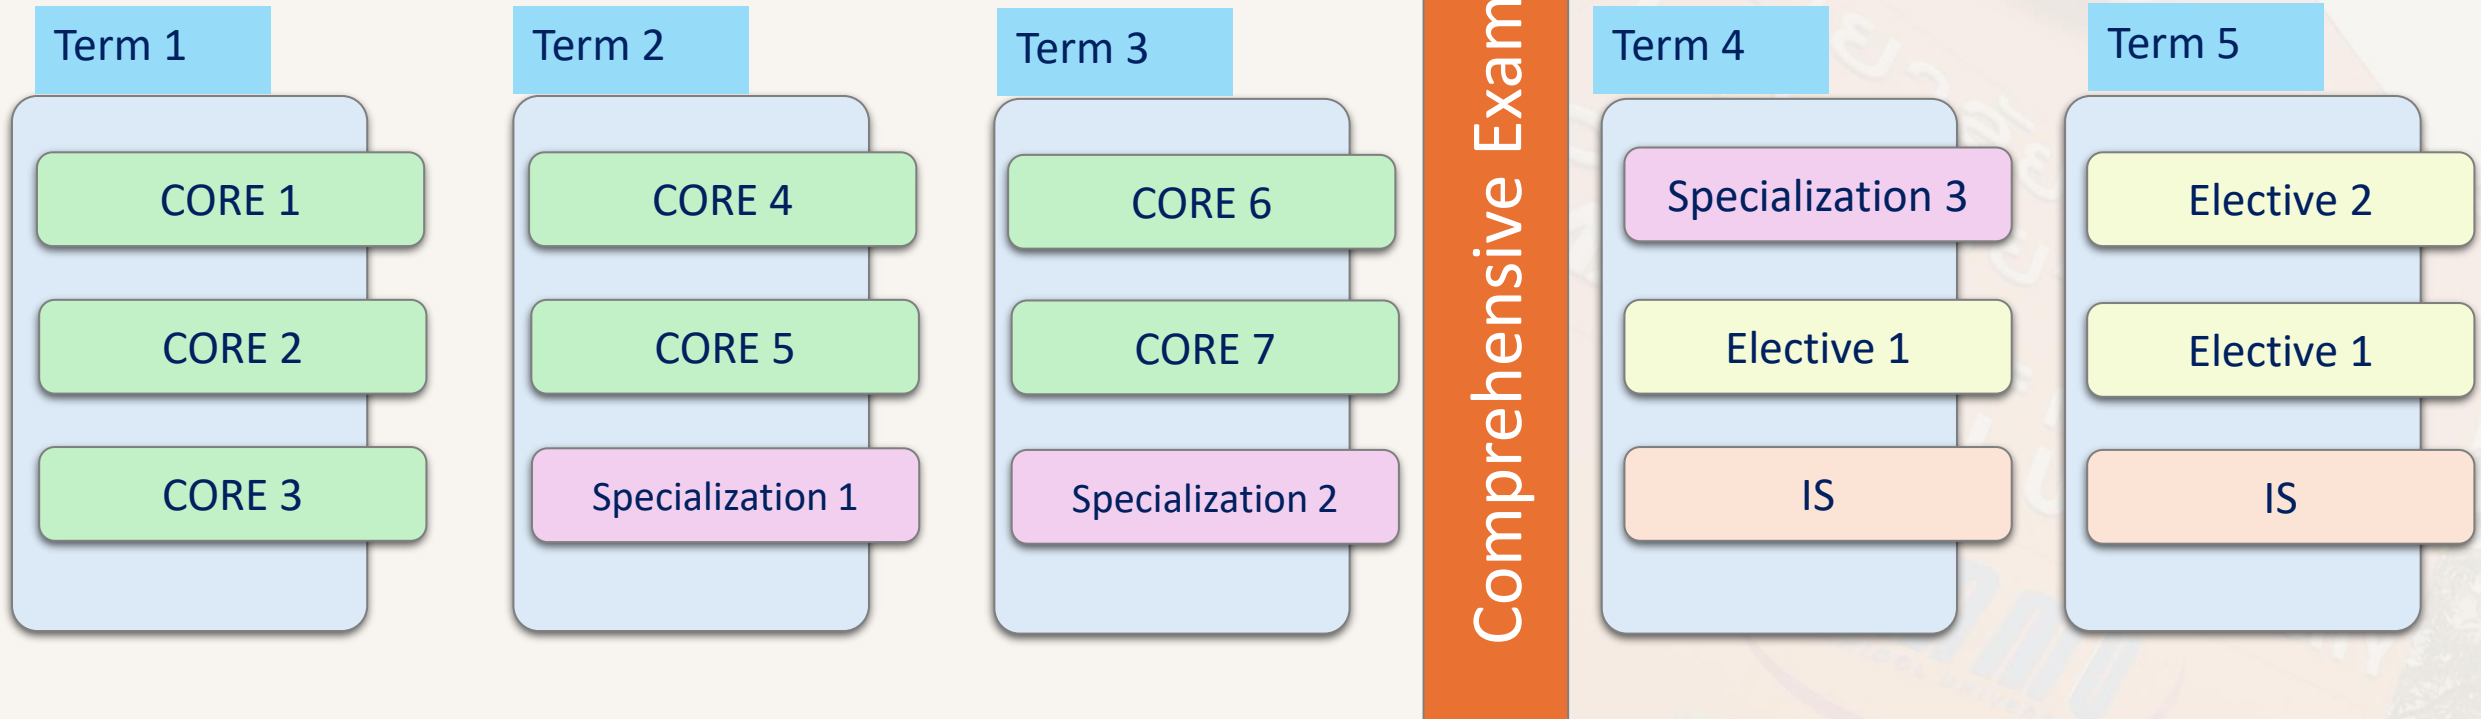 Term 1
CORE 1
CORE 2
CORE 3
Term 2
CORE 4
CORE 5
Specialization 1
Term 3
CORE 6
CORE 7
Specialization 2
Comprehensive Exam
Term 4
Specialization 3
Elective 1
IS
Term 5
Elective 2
Elective 1
IS